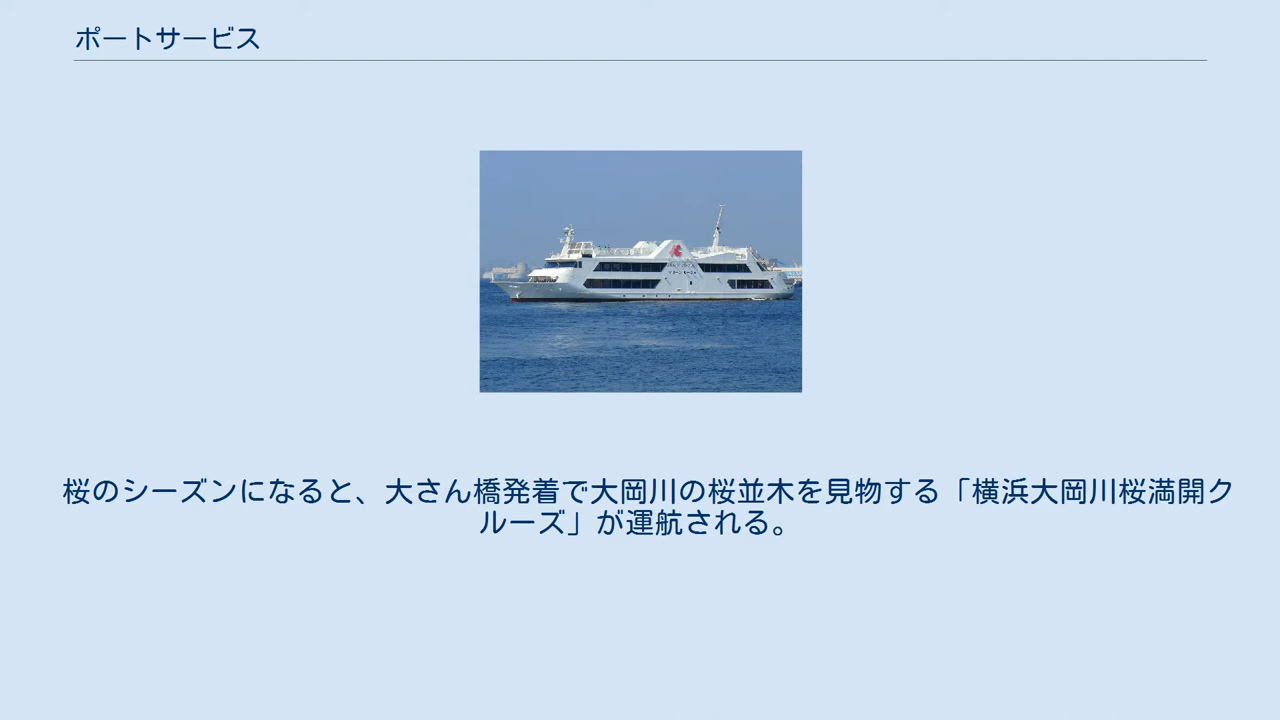 ポートサービス
桜のシーズンになると、大さん橋発着で大岡川の桜並木を見物する「横浜大岡川桜満開ク
ルーズ」が運航される。